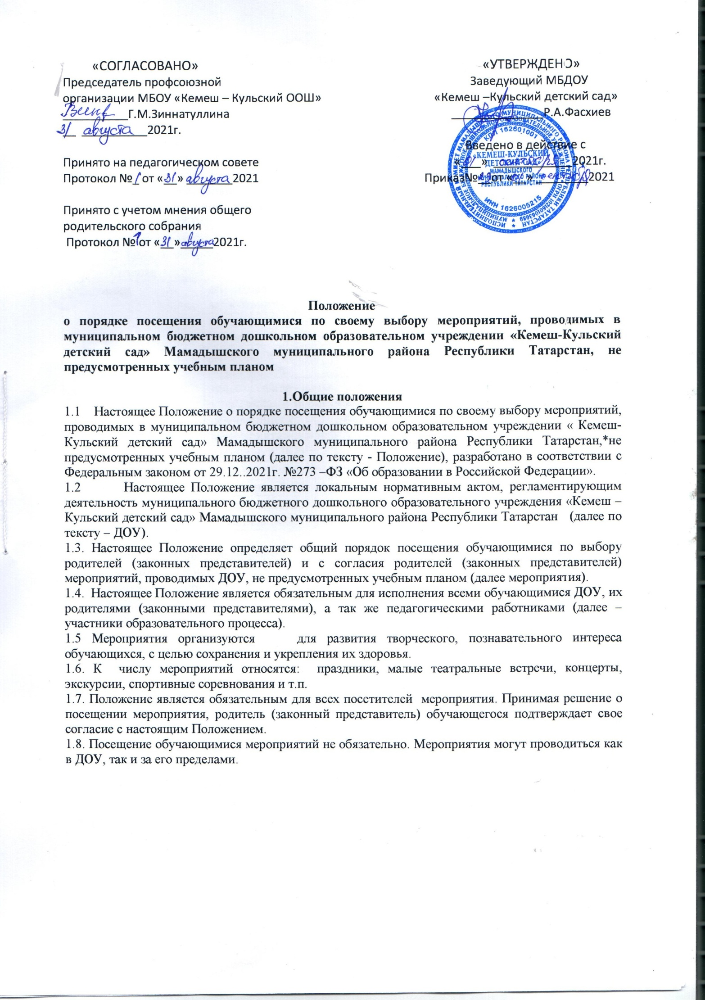 «СОГЛАСОВАНО»
Председатель профсоюзной
организации МБОУ «Кемеш – Кульский ООШ»
__________Г.М.Зиннатуллина
31 августа 2021г.
Принято на педагогическом совете
Протокол № 1 от «31» августа 2021
Принято с учетом мнения общего
родительского собрания
Протокол №1 от «31» августа 2021г.
«УТВЕРЖДЕНО»
Заведующий МБДОУ
«Кемеш –Кульский детский сад»
______________Р.А.Фасхиев
Введено в действие с
«01» сентября 2021г.
Приказ№ от «01» сентября 2021
КПП 162601001
«КЕМЕШ-КУЛЬСКИЙ
ДЕТСКИЙ САД»
МАМАДЫШСКОГО
МУНИЦИПАЛЬНОГО РАЙОНА
РЕСПУБЛИКИ ТАТАРСТАН
ИНН 1626005215
Положение
о порядке посещения обучающимися по своему выбору мероприятий, проводимых в
муниципальном бюджетном дошкольном образовательном учреждении «Кемеш-Кульский
детский сад» Мамадышского муниципального района Республики Татарстан, не
предусмотренных учебным планом
1.Общие положения
1.1 Настоящее Положение о порядке посещения обучающимися по своему выбору мероприятий,
проводимых в муниципальном бюджетном дошкольном образовательном учреждении « Кемеш-
Кульский детский сад» Мамадышского муниципального района Республики Татарстан,*не
предусмотренных учебным планом (далее по тексту - Положение), разработано в соответствии с
Федеральным законом от 29.12..2021г. №273 –ФЗ «Об образовании в Российской Федерации».
1.2 Настоящее Положение является локальным нормативным актом, регламентирующим
деятельность муниципального бюджетного дошкольного образовательного учреждения «Кемеш –
Кульский детский сад» Мамадышского муниципального района Республики Татарстан (далее по
тексту – ДОУ).
1.3. Настоящее Положение определяет общий порядок посещения обучающимися по выбору
родителей (законных представителей) и с согласия родителей (законных представителей)
мероприятий, проводимых ДОУ, не предусмотренных учебным планом (далее мероприятия).
1.4. Настоящее Положение является обязательным для исполнения всеми обучающимися ДОУ, их
родителями (законными представителями), а так же педагогическими работниками (далее –
участники образовательного процесса).
1.5 Мероприятия организуются для развития творческого, познавательного интереса
обучающихся, с целью сохранения и укрепления их здоровья.
1.6. К числу мероприятий относятся: праздники, малые театральные встречи, концерты,
экскурсии, спортивные соревнования и т.п.
1.7. Положение является обязательным для всех посетителей мероприятия. Принимая решение о
посещении мероприятия, родитель (законный представитель) обучающегося подтверждает свое
согласие с настоящим Положением.
1.8. Посещение обучающимися мероприятий не обязательно. Мероприятия могут проводиться как
в ДОУ, так и за его пределами.